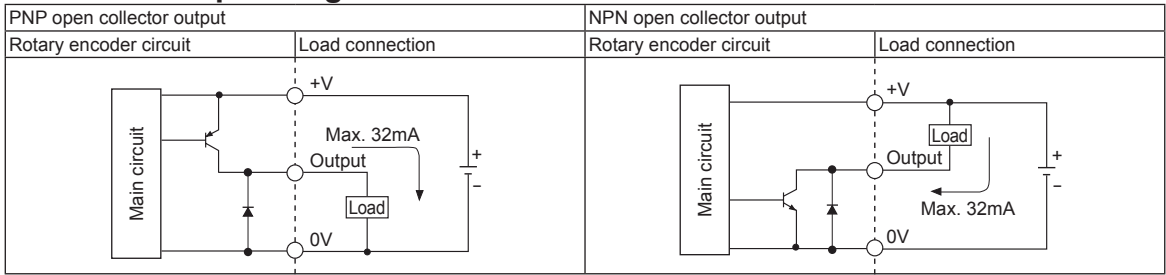 PNP open collector output
NPN open collector output
Rotary encoder circuit
Load connection
Rotary encoder circuit
Load connection
Main circuit
+V
Max. 32mA
Output
Load
0V
+
−
Main circuit
+V
Load
Output
Max. 32mA
0V
+
−